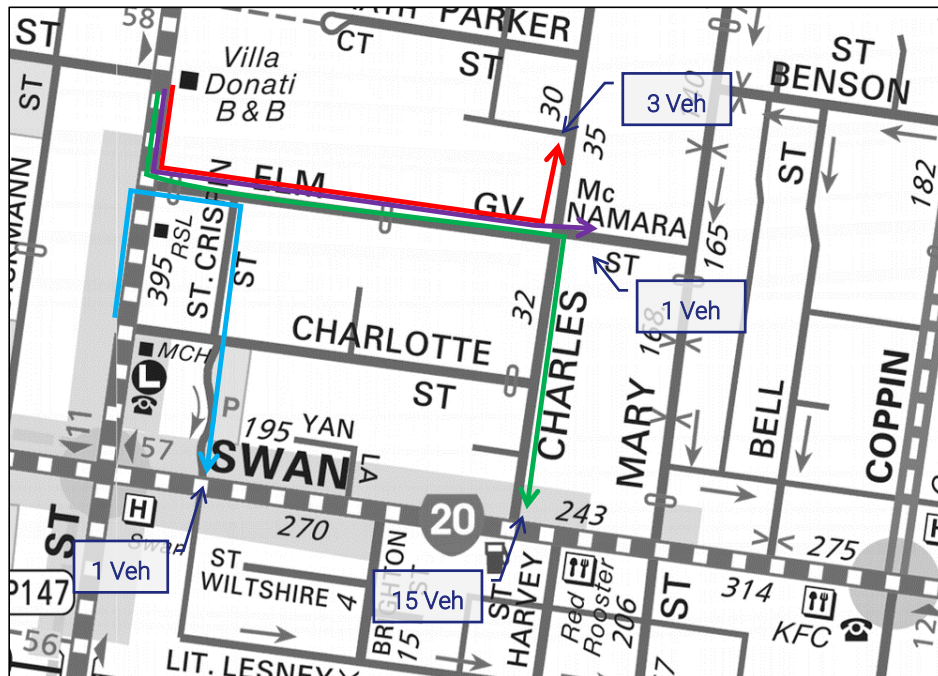 58
ST
CT
PARKER
ST
Villa
Donati
B & B
30
3 Veh
ST
BENSON
ST
35
ST
182
ELM
GV
Mc
NAMARA
ST
165
RSL
395
ST. CRISPIN
ST
32
1 Veh
168
CHARLOTTE
ST
CHARLES
MARY
BELL
COPPIN
MCH
L
P
11
57
195
YAN
LA
SWAN
20
243
270
H
Swan
275
314
ST
1 Veh
ST
WILTSHIRE
4
15 Veh
15
ST
HARVEY
Red
Rooster
206
ST
KFC
P147
56
LIT. LESNEY